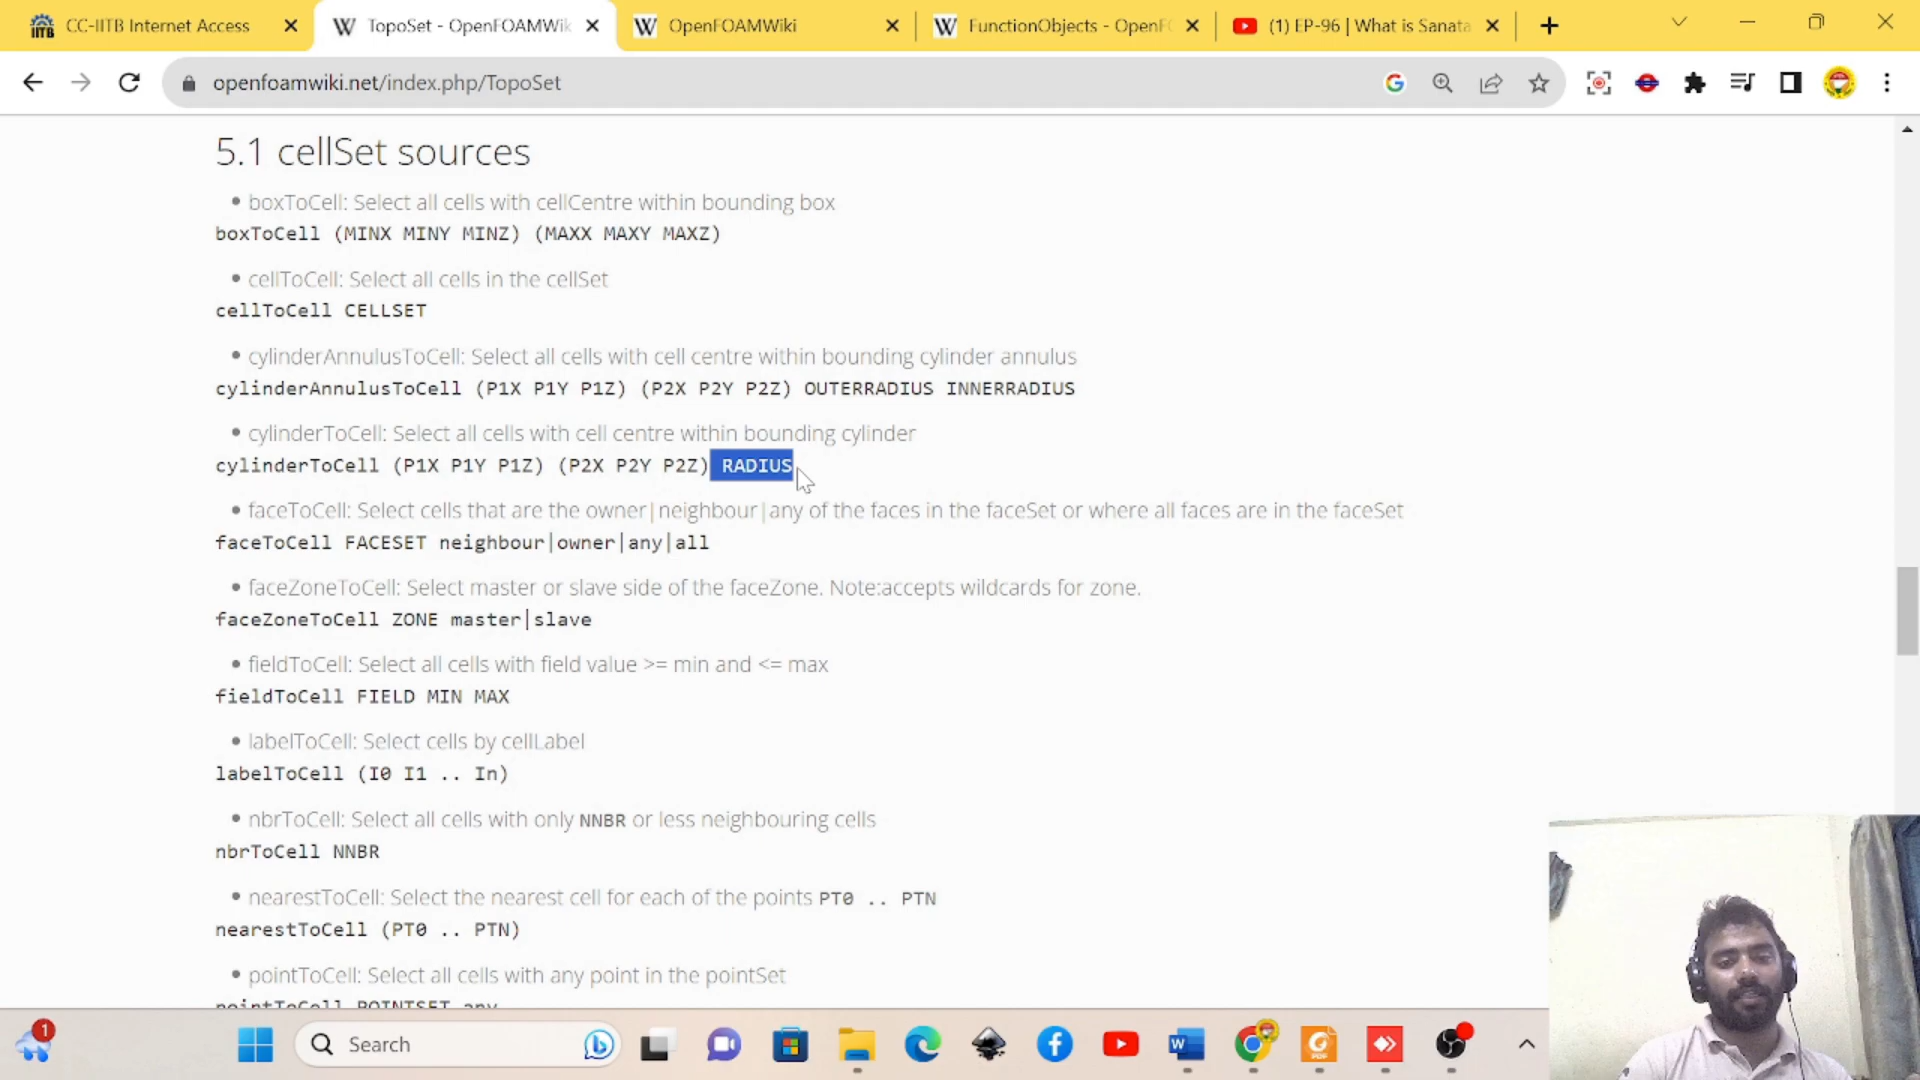 CC-IITB Internet Access
TopoSet - OpenFOAMWik
OpenFOAMWiki
FunctionObjects - OpenF
(1) EP-96 | What is Sanata
openfoamwiki.net/index.php/TopoSet
5.1 cellSet sources
• boxToCell: Select all cells with cellCentre within bounding box
boxToCell (MINX MINY MINZ) (MAXX MAXY MAXZ)
• cellToCell: Select all cells in the cellSet
cellToCell CELLSET
• cylinderAnnulusToCell: Select all cells with cell centre within bounding cylinder annulus
cylinderAnnulusToCell (P1X P1Y P1Z) (P2X P2Y P2Z) OUTERRADIUS INNERRADIUS
• cylinderToCell: Select all cells with cell centre within bounding cylinder
cylinderToCell (P1X P1Y P1Z) (P2X P2Y P2Z) RADIUS
• faceToCell: Select cells that are the owner|neighbour|any of the faces in the faceSet or where all faces are in the faceSet
faceToCell FACESET neighbour|owner|any|all
• faceZoneToCell: Select master or slave side of the faceZone. Note:accepts wildcards for zone.
faceZoneToCell ZONE master|slave
• fieldToCell: Select all cells with field value >= min and <= max
fieldToCell FIELD MIN MAX
• labelToCell: Select cells by cellLabel
labelToCell (I0 I1 .. In)
• nbrToCell: Select all cells with only NNBR or less neighbouring cells
nbrToCell NNBR
• nearestToCell: Select the nearest cell for each of the points PT0 .. PTN
nearestToCell (PT0 .. PTN)
• pointToCell: Select all cells with any point in the pointSet
pointToCell POINTSET any
1
Search